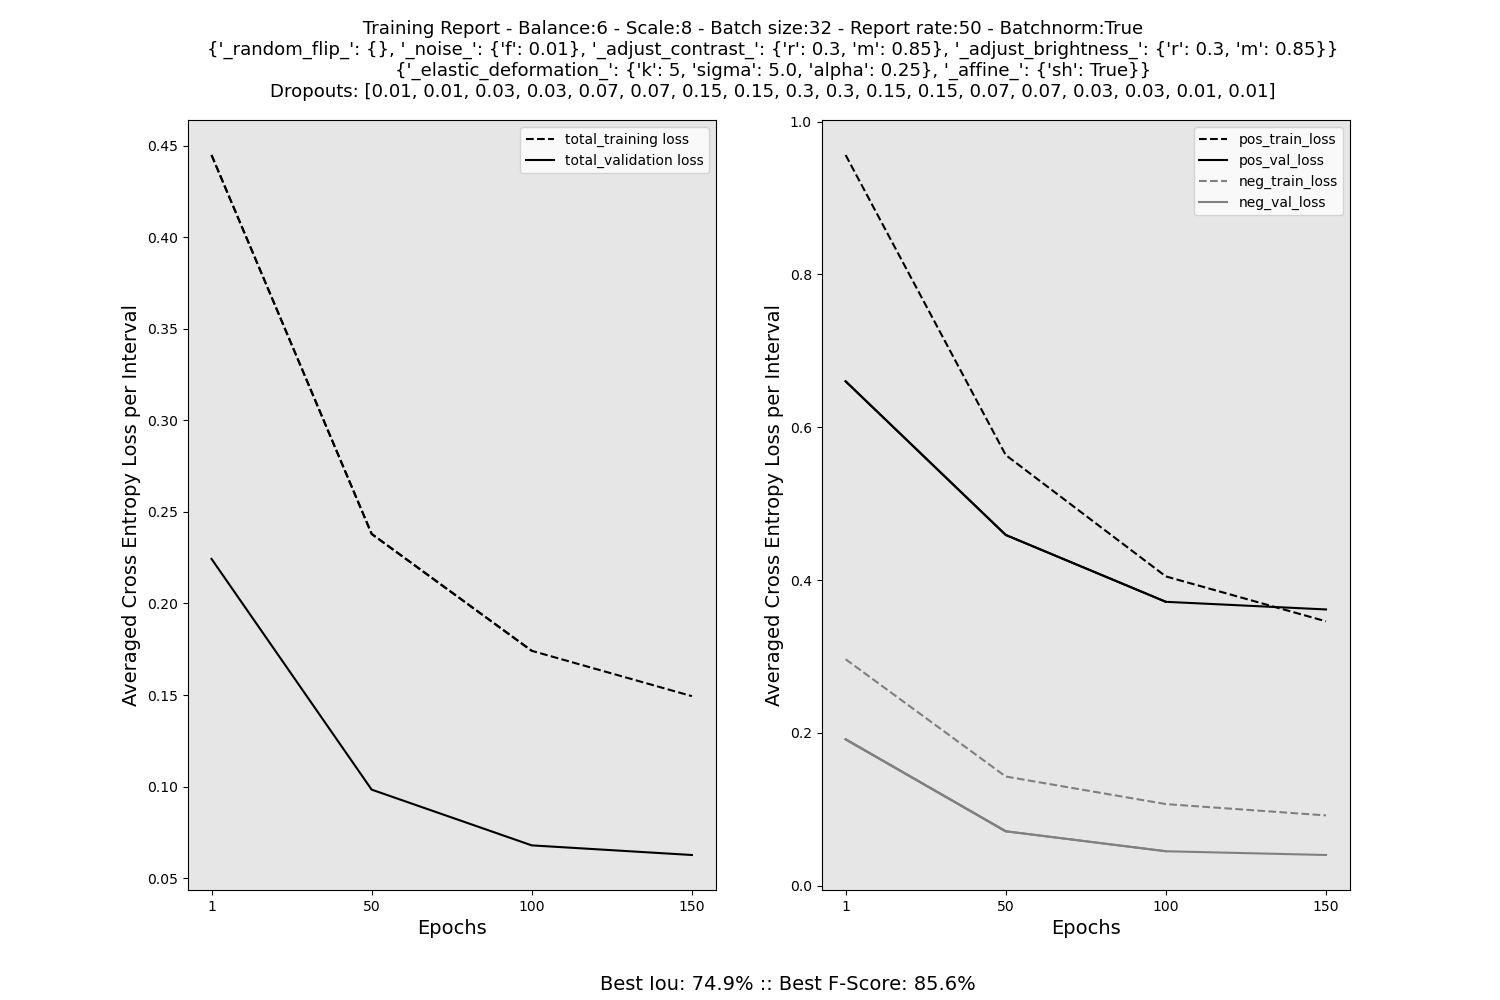 Training Report - Balance:6 - Scale:8 - Batch size:32 - Report rate:50 - Batchnorm:True
{'_random_flip_': {}, '_noise_': {'f': 0.01}, '_adjust_contrast_': {'r': 0.3, 'm': 0.85}, '_adjust_brightness_': {'r': 0.3, 'm': 0.85}}
{'_elastic_deformation_': {'k': 5, 'sigma': 5.0, 'alpha': 0.25}, '_affine_': {'sh': True}}
Dropouts: [0.01, 0.01, 0.03, 0.03, 0.07, 0.07, 0.15, 0.15, 0.3, 0.3, 0.15, 0.15, 0.07, 0.07, 0.03, 0.03, 0.01, 0.01]
total_training loss
total_validation loss
0.45
0.40
0.35
0.30
0.25
0.20
0.15
0.10
0.05
Averaged Cross Entropy Loss per Interval
1 50 100 150
Epochs
pos_train_loss
pos_val_loss
neg_train_loss
neg_val_loss
1.0
0.8
0.6
0.4
0.2
0.0
Averaged Cross Entropy Loss per Interval
1 50 100 150
Epochs
Best Iou: 74.9% :: Best F-Score: 85.6%